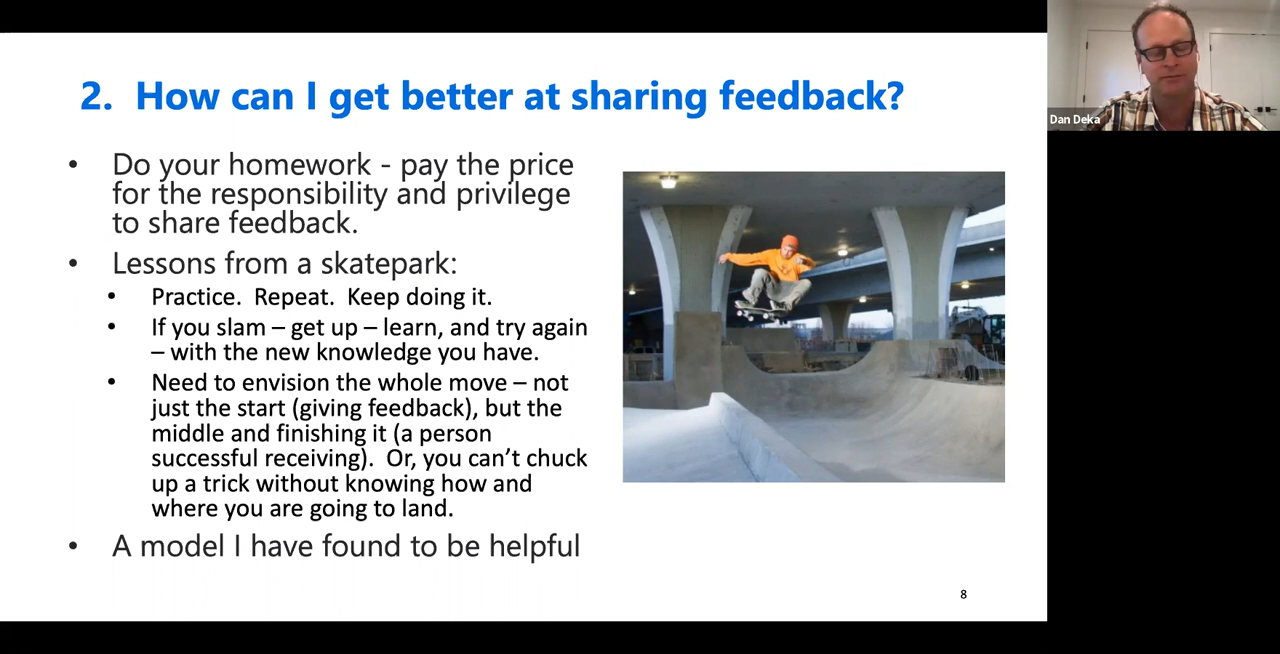 2. How can I get better at sharing feedback?
• Do your homework - pay the price
for the responsibility and privilege
to share feedback.
• Lessons from a skatepark:
• Practice. Repeat. Keep doing it.
• If you slam – get up – learn, and try again
– with the new knowledge you have.
• Need to envision the whole move – not
just the start (giving feedback), but the
middle and finishing it (a person
successful receiving). Or, you can’t chuck
up a trick without knowing how and
where you are going to land.
• A model I have found to be helpful
8
Dan Deka